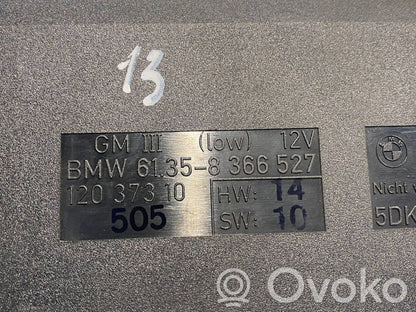 13
GM III (low) 12V
BMW 61.35-8 366 527
120 373 10 HW: 14
505 SW: 10
BMW
Nicht
5DK
Ovoko